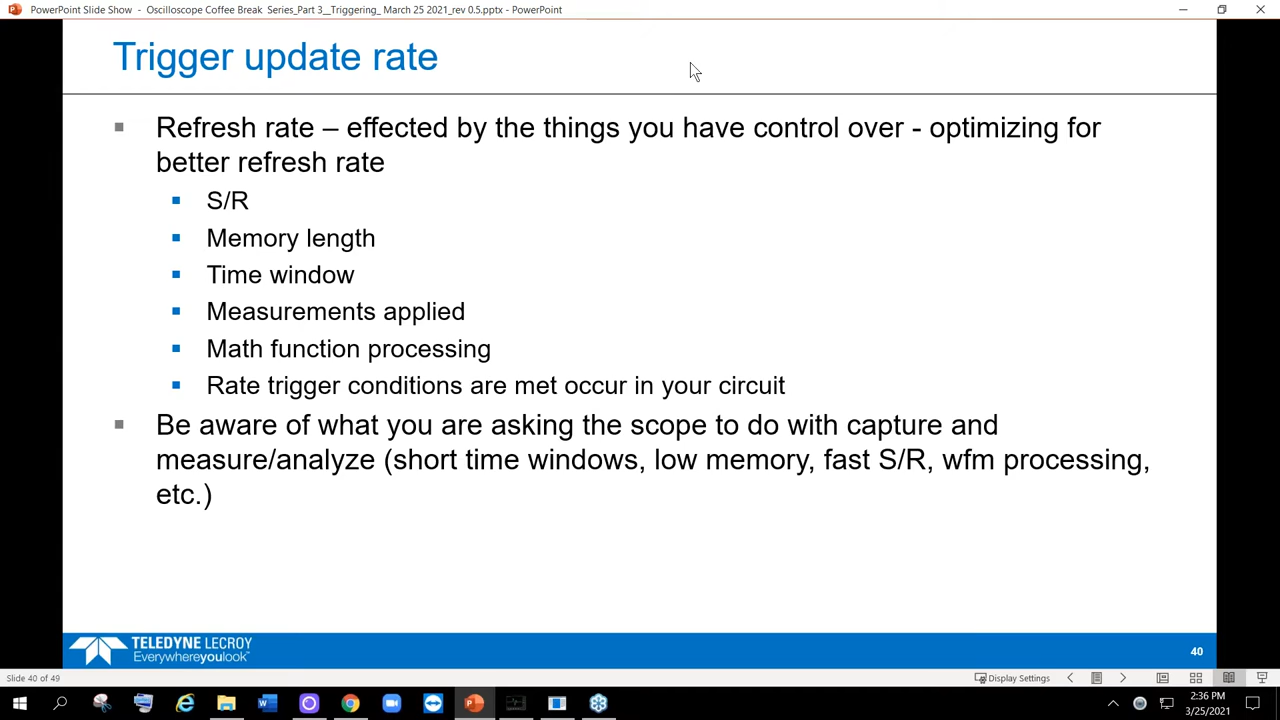 PowerPoint Slide Show - Oscilloscope Coffee Break Series_Part 3__Triggering_ March 25 2021_rev 0.5.pptx - PowerPoint
Trigger update rate
Refresh rate – effected by the things you have control over - optimizing for
better refresh rate
S/R
Memory length
Time window
Measurements applied
Math function processing
Rate trigger conditions are met occur in your circuit
Be aware of what you are asking the scope to do with capture and
measure/analyze (short time windows, low memory, fast S/R, wfm processing,
etc.)
TELEDYNE LECROY
Everywhereyoulook™
40
Slide 40 of 49
Display Settings
2:36 PM
3/25/2021